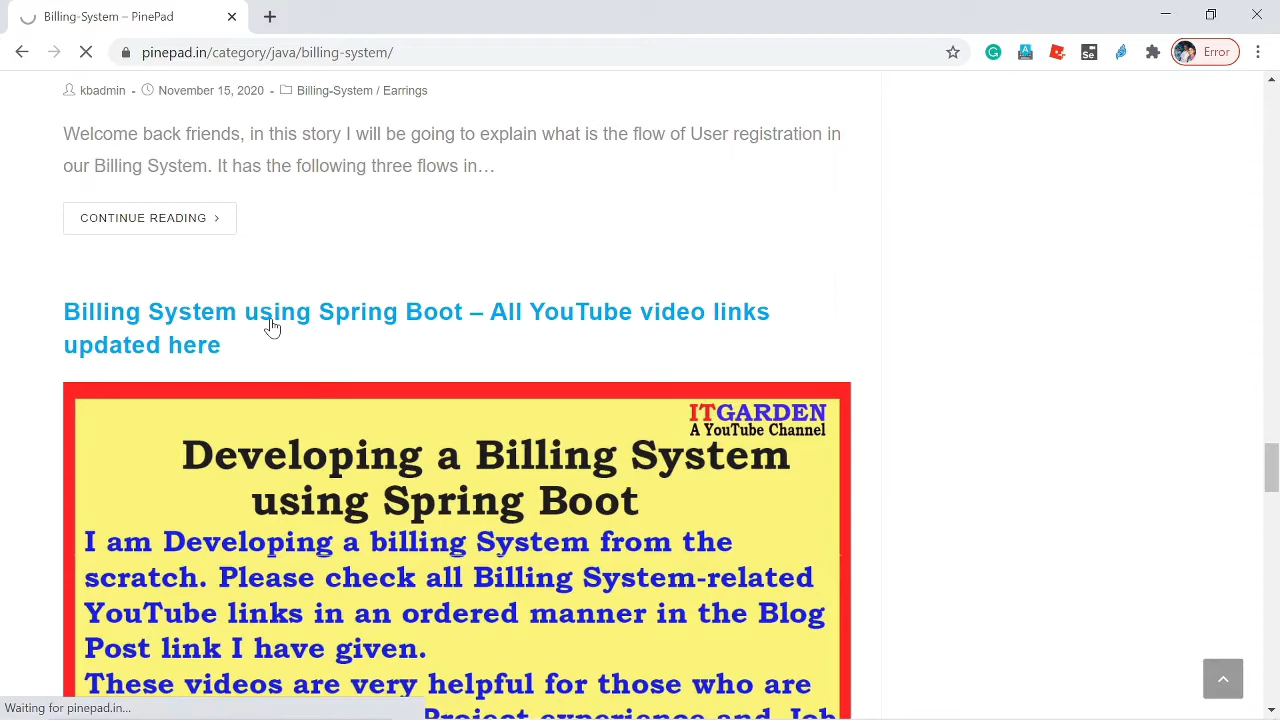 Billing-System – PinePad
pinepad.in/category/java/billing-system/
Se
Error
kbadmin - November 15, 2020 - Billing-System / Earrings
Welcome back friends, in this story I will be going to explain what is the flow of User registration in
our Billing System. It has the following three flows in…
CONTINUE READING
Billing System using Spring Boot – All YouTube video links
updated here
ITGARDEN
A YouTube Channel
Developing a Billing System
using Spring Boot
I am Developing a billing System from the
scratch. Please check all Billing System-related
YouTube links in an ordered manner in the Blog
Post link I have given.
These videos are very helpful for those who are
Project experience and Job
Waiting for pinepad.in...